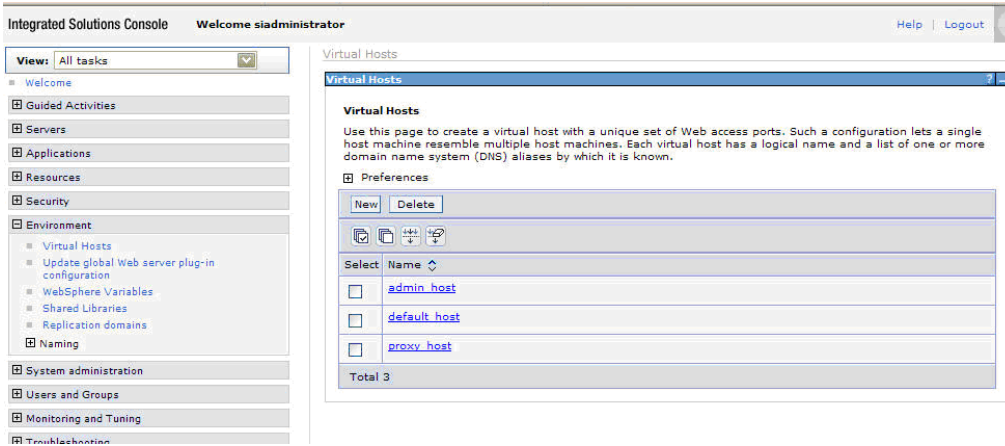 Integrated Solutions Console Welcome siadministrator Help | Logout
View: All tasks
Welcome
Guided Activities
Servers
Applications
Resources
Security
Environment
Virtual Hosts
Update global Web server plug-in
configuration
WebSphere Variables
Shared Libraries
Replication domains
Naming
System administration
Users and Groups
Monitoring and Tuning
Troubleshooting
Virtual Hosts
Virtual Hosts ? _
Virtual Hosts
Use this page to create a virtual host with a unique set of Web access ports. Such a configuration lets a single
host machine resemble multiple host machines. Each virtual host has a logical name and a list of one or more
domain name system (DNS) aliases by which it is known.
Preferences
New Delete
Select Name
admin_host
default_host
proxy_host
Total 3